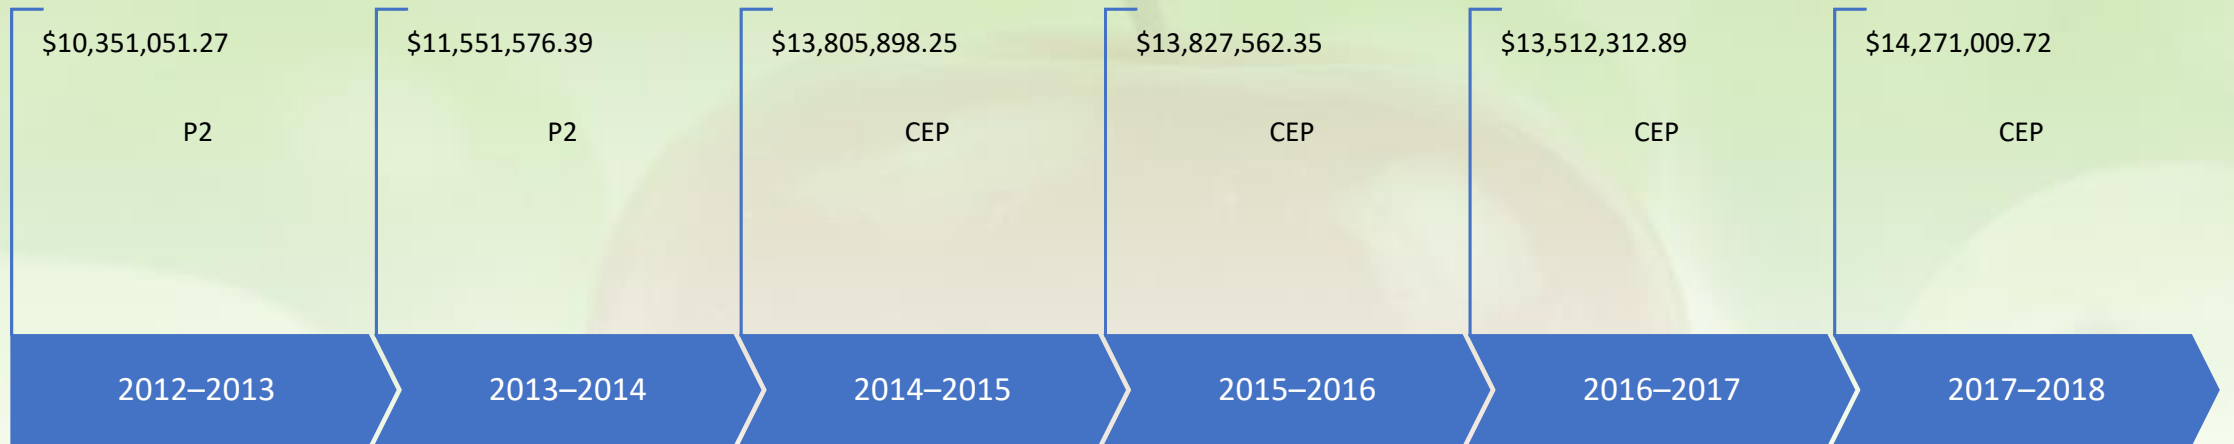 $10,351,051.27
P2
$11,551,576.39
P2
$13,805,898.25
CEP
$13,827,562.35
CEP
$13,512,312.89
CEP
$14,271,009.72
CEP
2012–2013
2013–2014
2014–2015
2015–2016
2016–2017
2017–2018